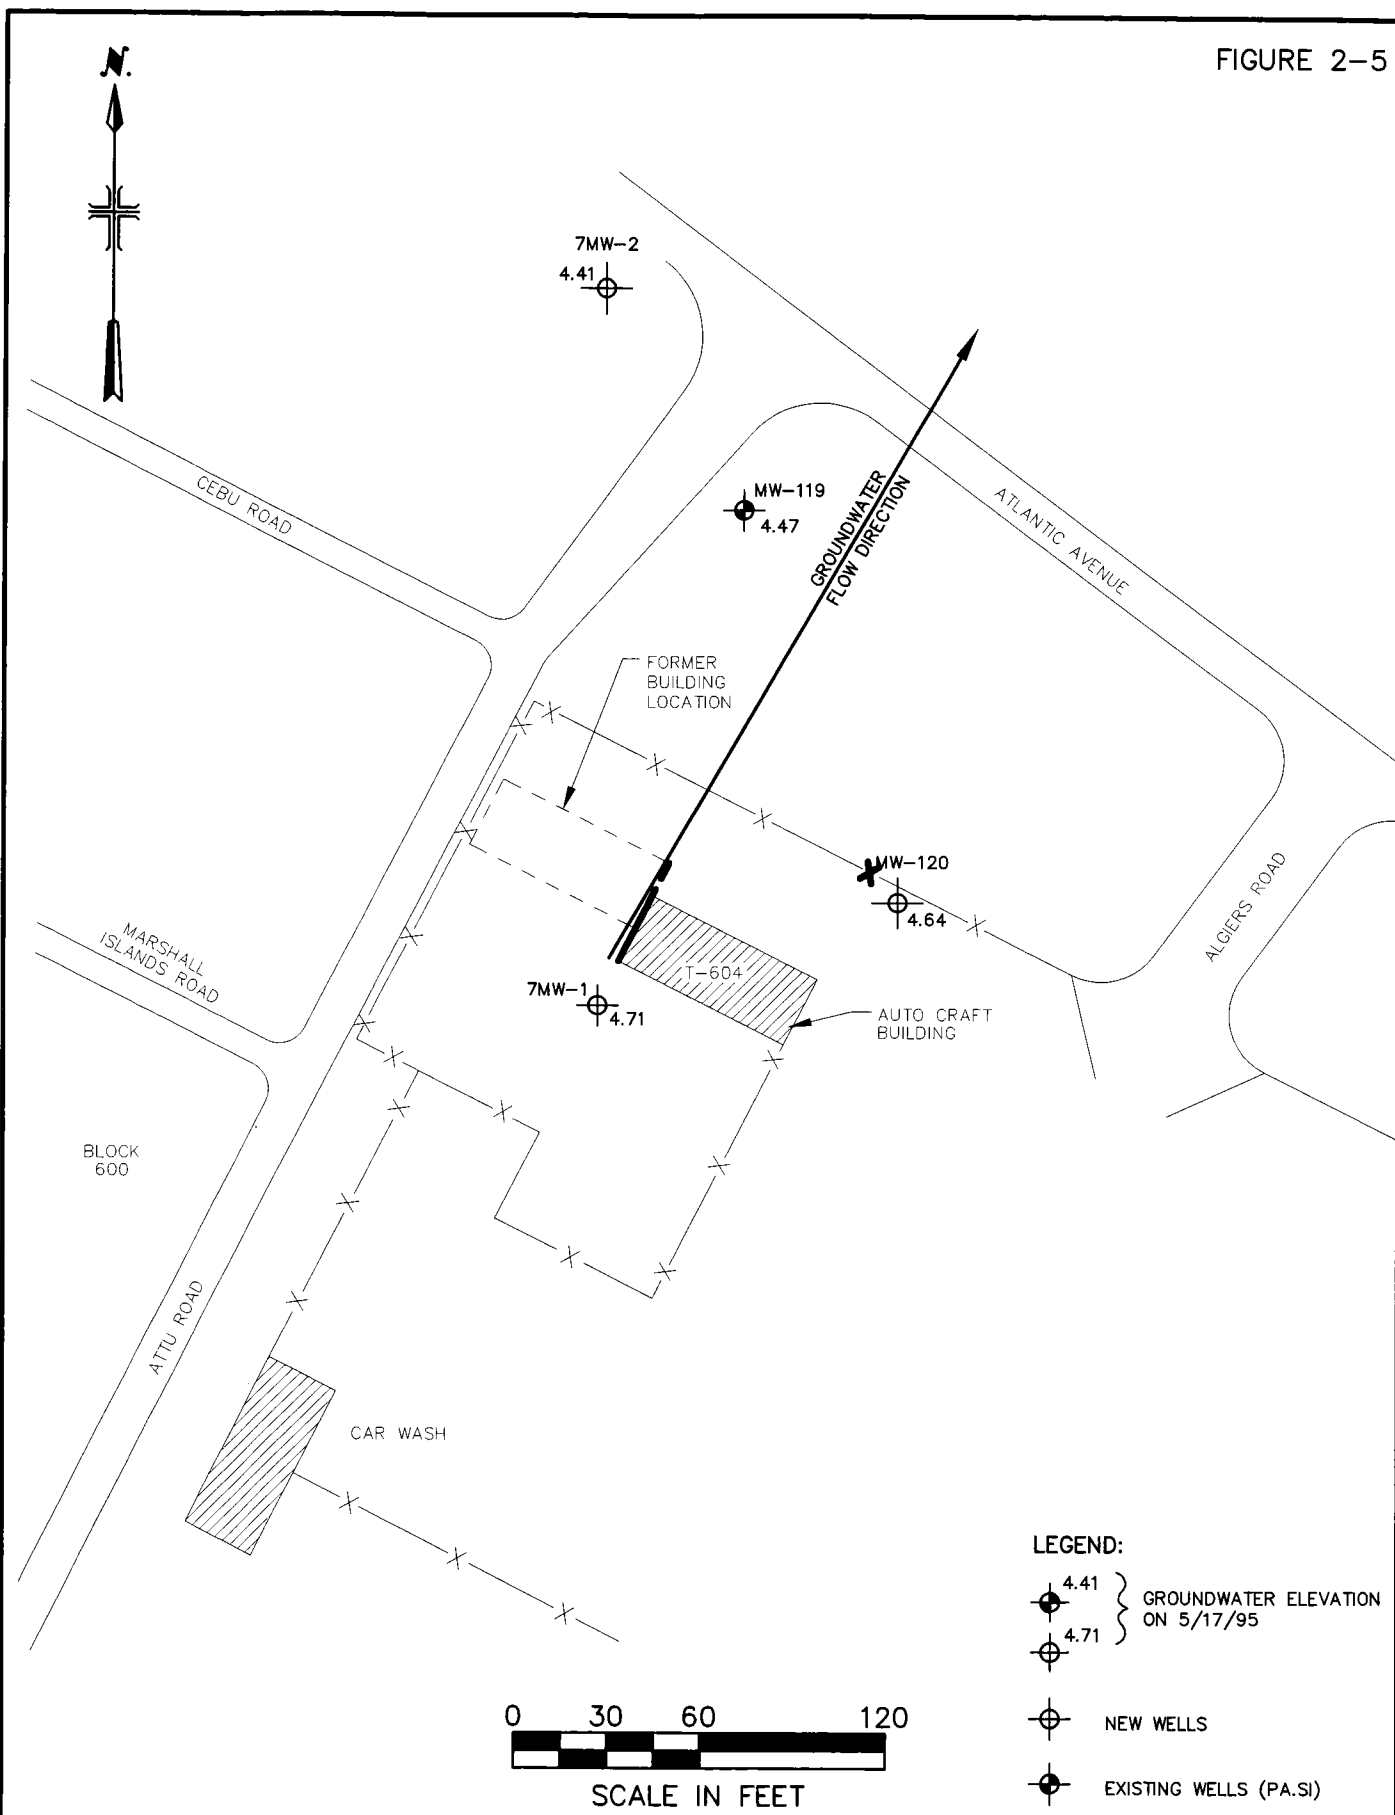 FIGURE 2-5
N.
7MW-2
4.41
CEBU ROAD
MW-119
4.47
GROUNDWATER
FLOW DIRECTION
ATLANTIC AVENUE
FORMER
BUILDING
LOCATION
MW-120
4.64
ALGIERS ROAD
MARSHALL
ISLANDS ROAD
T-604
7MW-1
4.71
AUTO CRAFT
BUILDING
BLOCK
600
ATTU ROAD
CAR WASH
LEGEND:
4.41
4.71
GROUNDWATER ELEVATION
ON 5/17/95
NEW WELLS
EXISTING WELLS (PA.SI)
0 30 60 120
SCALE IN FEET